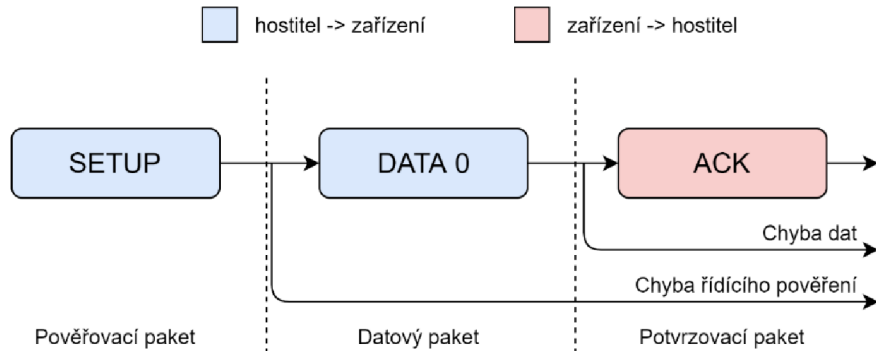 hostitel -> zařízení
zařízení -> hostitel
SETUP
DATA 0
ACK
Chyba dat
Chyba řídícího pověření
Pověřovací paket
Datový paket
Potvrzovací paket